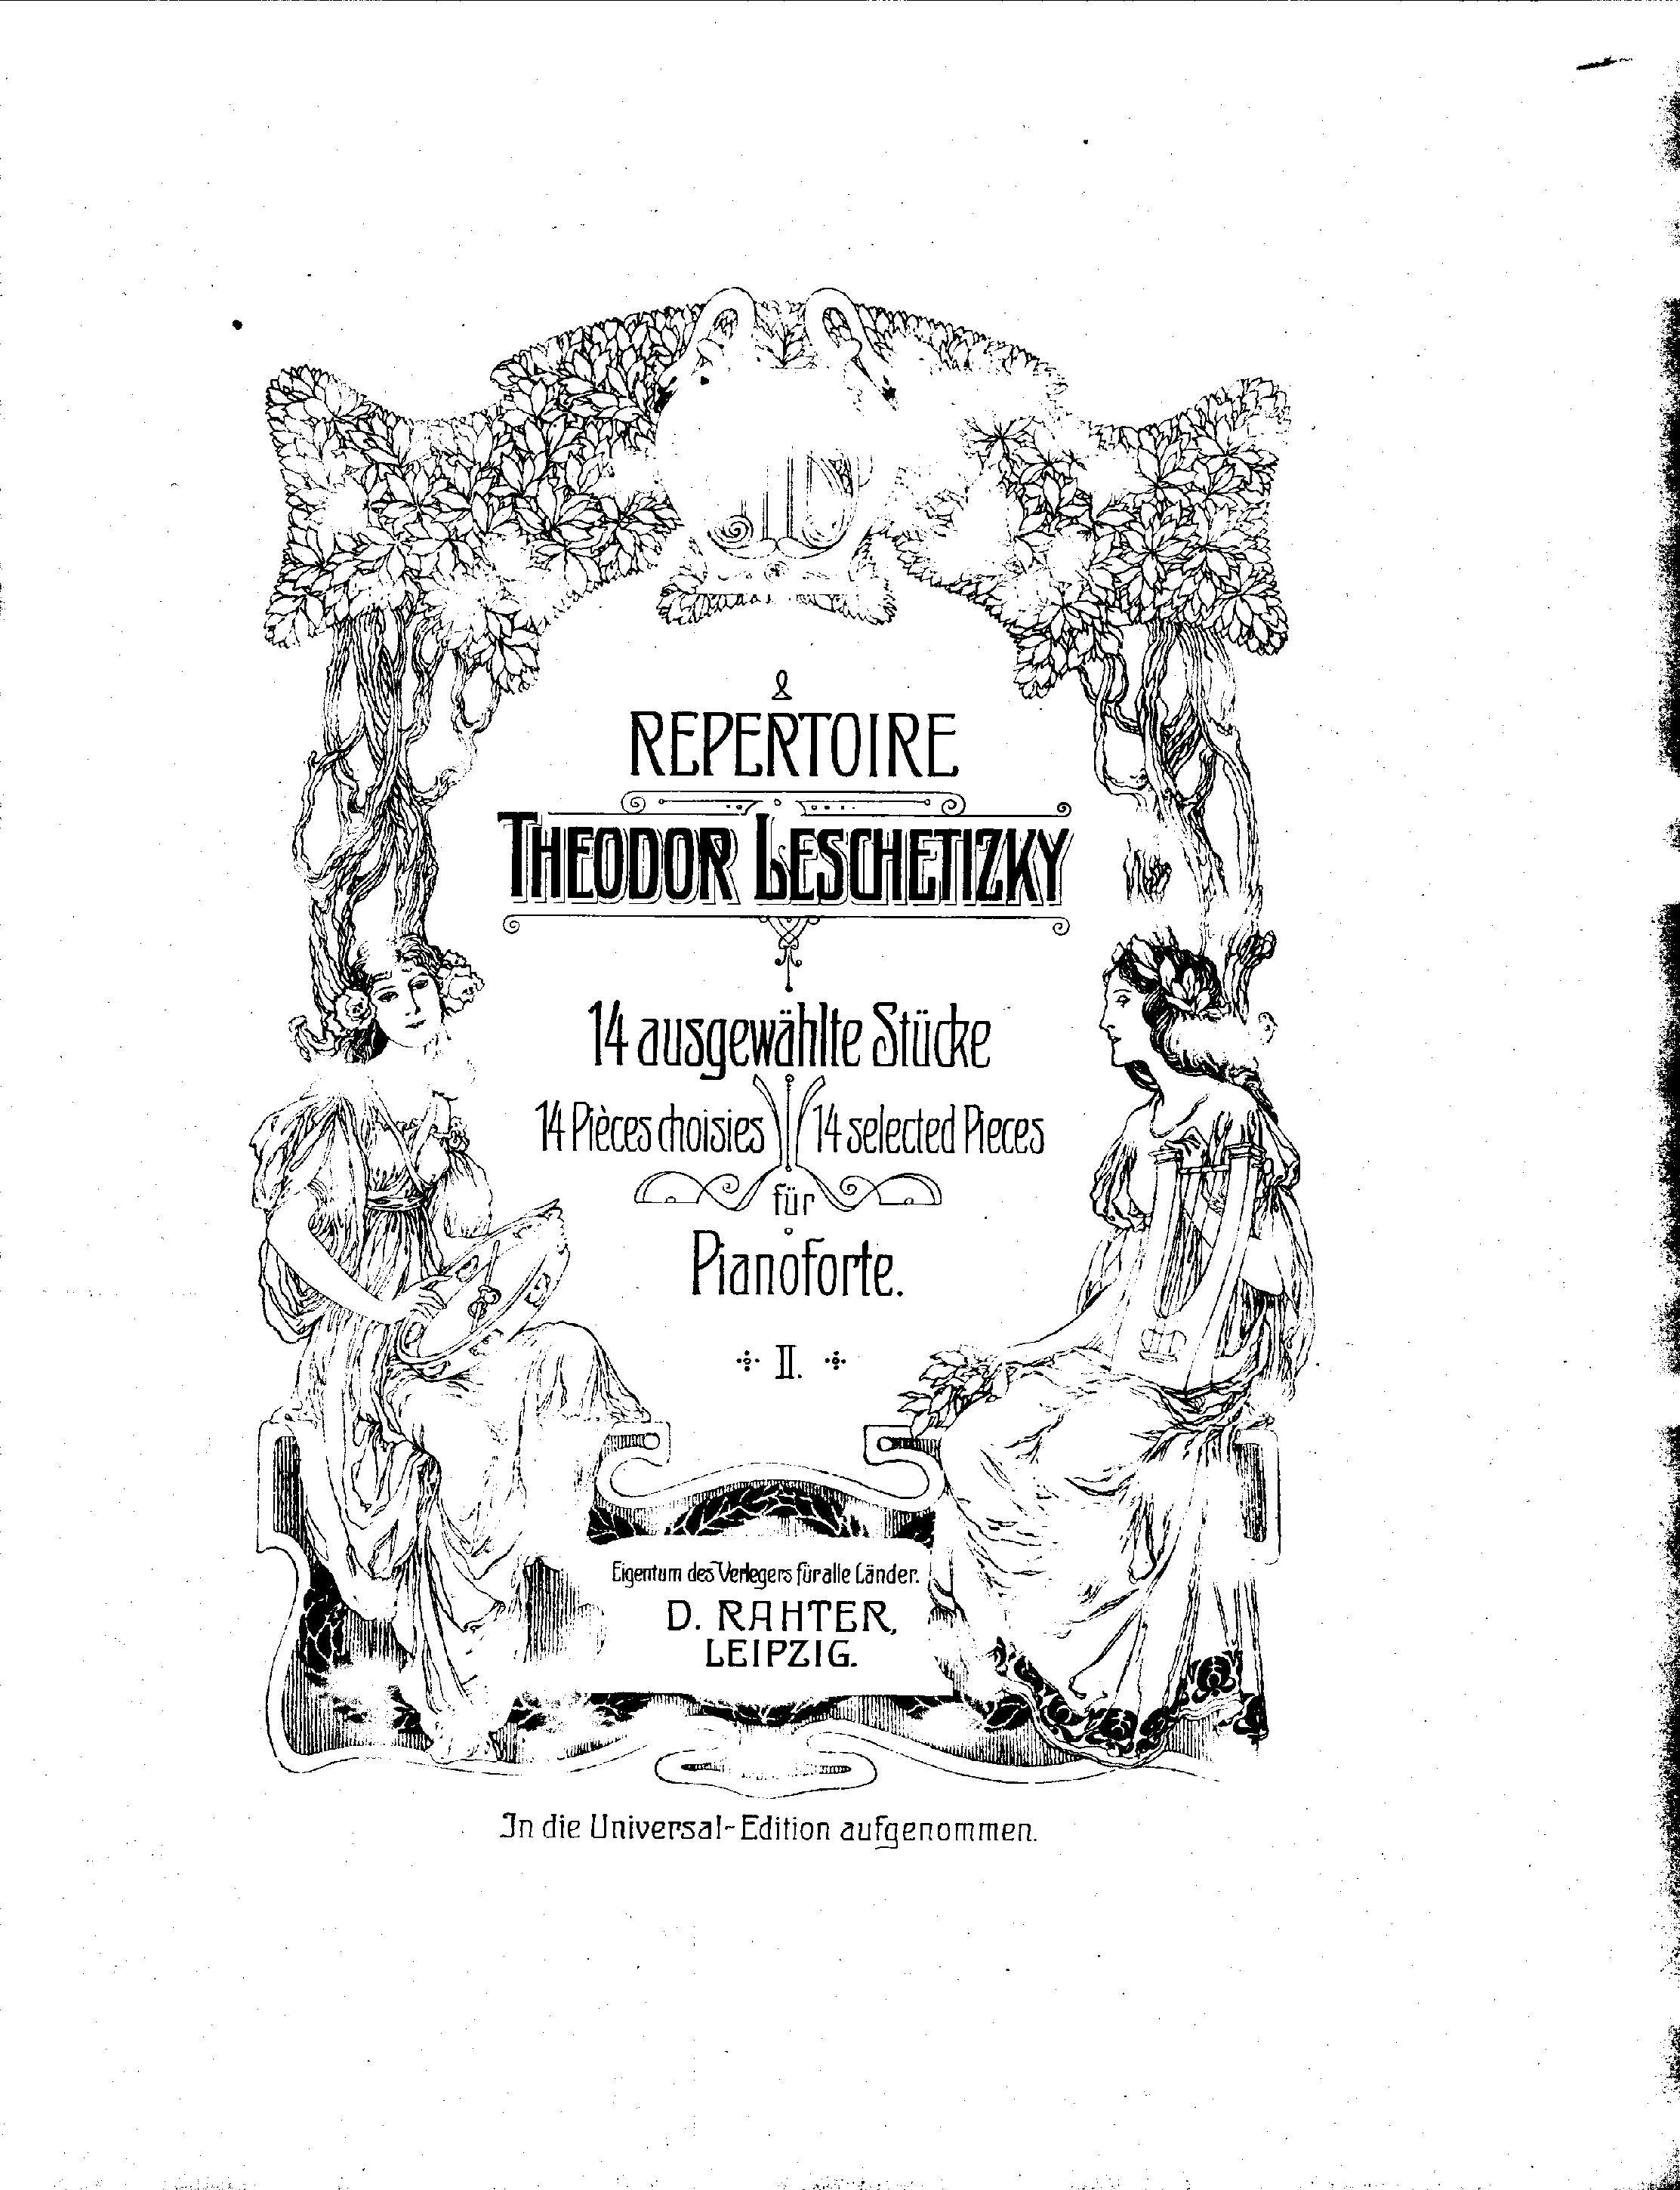 REPERTOIRE
THEODOR LESCHETIZKY
14 ausgewählte Stücke
14 Pièces choisies 14 selected Pieces
für
Pianoforte.
II.
Eigentum des Verlegers für alle Länder.
D. RAHTER,
LEIPZIG.
In die Universal-Edition aufgenommen.